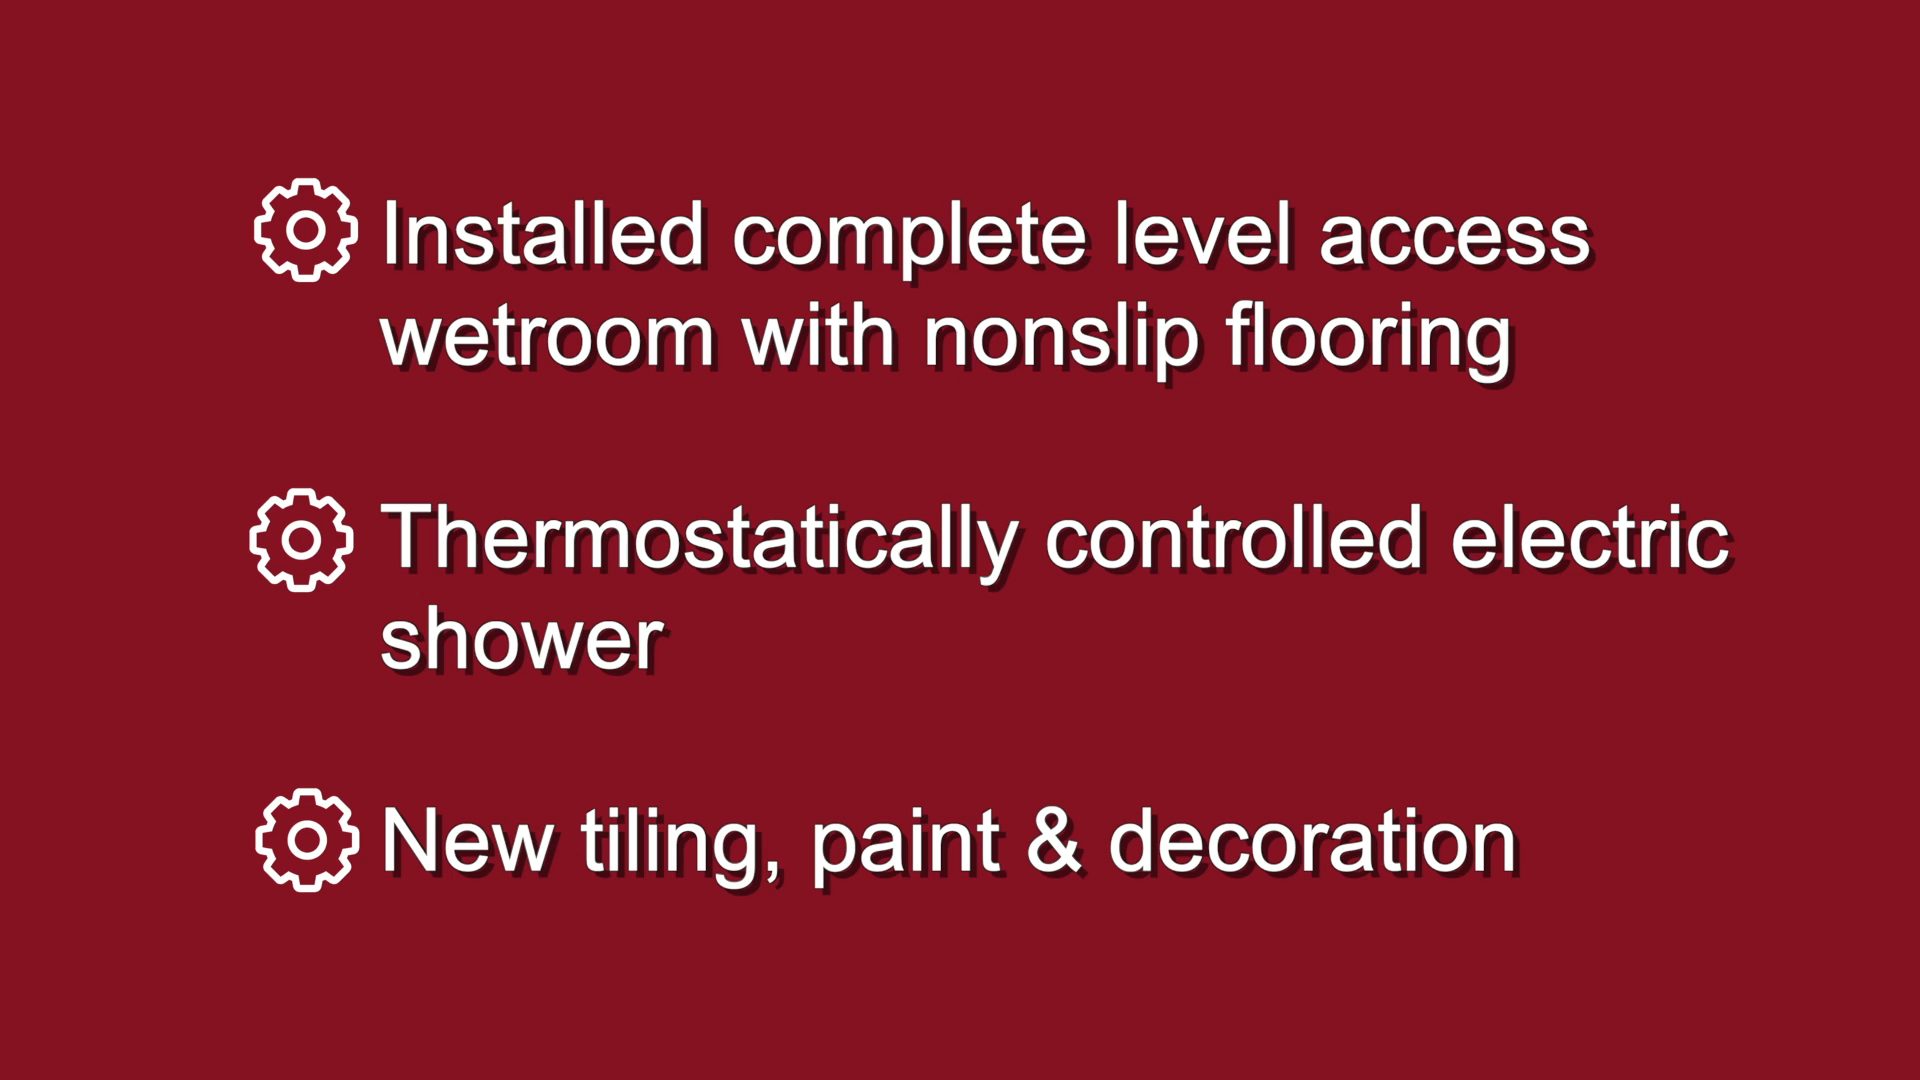 Installed complete level access
wetroom with nonslip flooring
Thermostatically controlled electric
shower
New tiling, paint & decoration